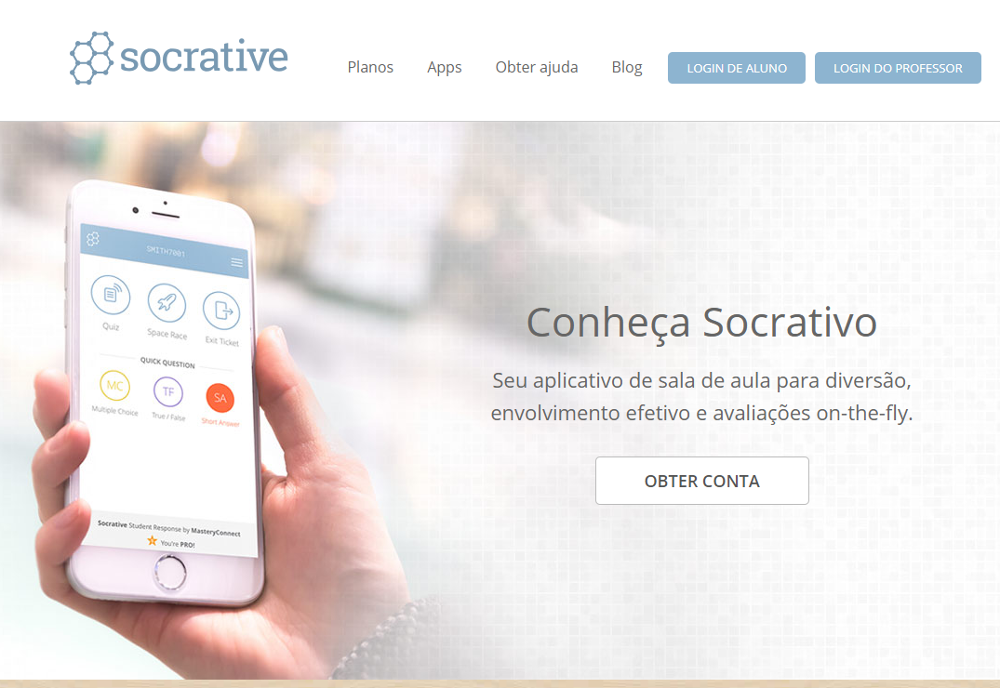 socrative
Planos
Apps
Obter ajuda
Blog
LOGIN DE ALUNO
LOGIN DO PROFESSOR
SMITH7001
Quiz
Space Race
Exit Ticket
QUICK QUESTION
MC
TF
SA
Multiple Choice
True / False
Short Answer
Socrative Student Response by MasteryConnect
You're PRO!
Conheça Socrativo
Seu aplicativo de sala de aula para diversão,
envolvimento efetivo e avaliações on-the-fly.
OBTER CONTA